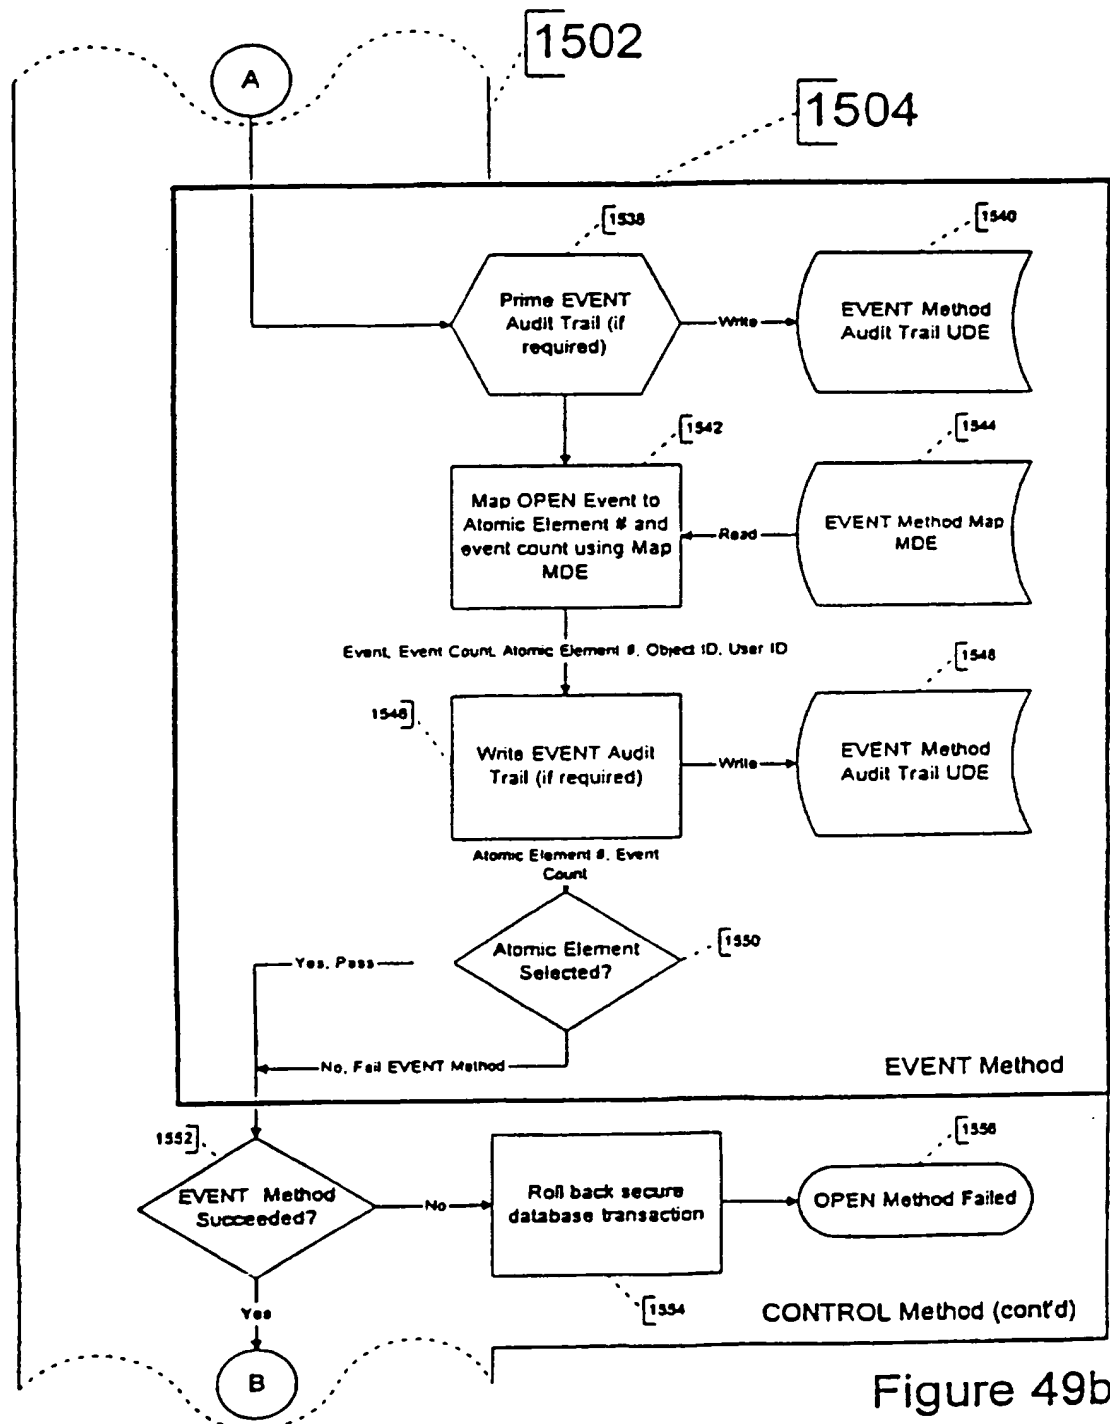 1502
A
1504
1538
1540
Prime EVENT
Audit Trail (if
required)
Write
EVENT Method
Audit Trail UDE
1542
1544
Map OPEN Event to
Atomic Element # and
event count using Map
MDE
Read
EVENT Method Map
MDE
Event, Event Count, Atomic Element #, Object ID, User ID
1546
1548
Write EVENT Audit
Trail (if required)
Write
EVENT Method
Audit Trail UDE
Atomic Element #, Event
Count
1550
Atomic Element
Selected?
Yes, Pass
No, Fail EVENT Method
EVENT Method
1552
1556
EVENT Method
Succeeded?
No
Roll back secure
database transaction
OPEN Method Failed
Yes
1554
CONTROL Method (cont'd)
B
Figure 49b